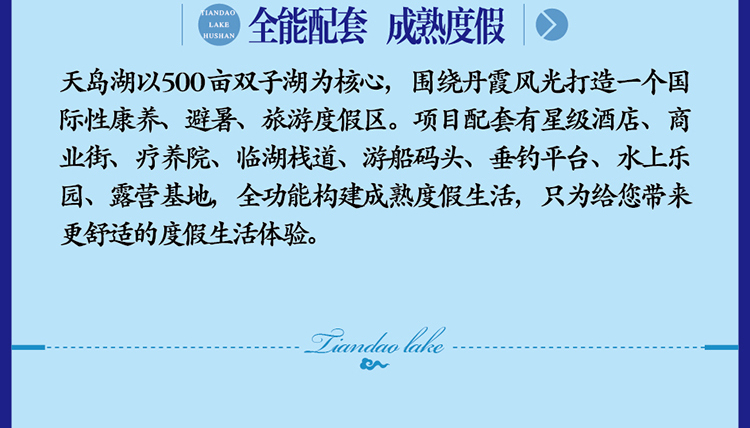 TIANDAO
LAKE
HUSHAN
全能配套 成熟度假
天岛湖以500亩双子湖为核心，围绕丹霞风光打造一个国
际性康养、避暑、旅游度假区。项目配套有星级酒店、商
业街、疗养院、临湖栈道、游船码头、垂钓平台、水上乐
园、露营基地，全功能构建成熟度假生活，只为给您带来
更舒适的度假生活体验。
Tiandao lake